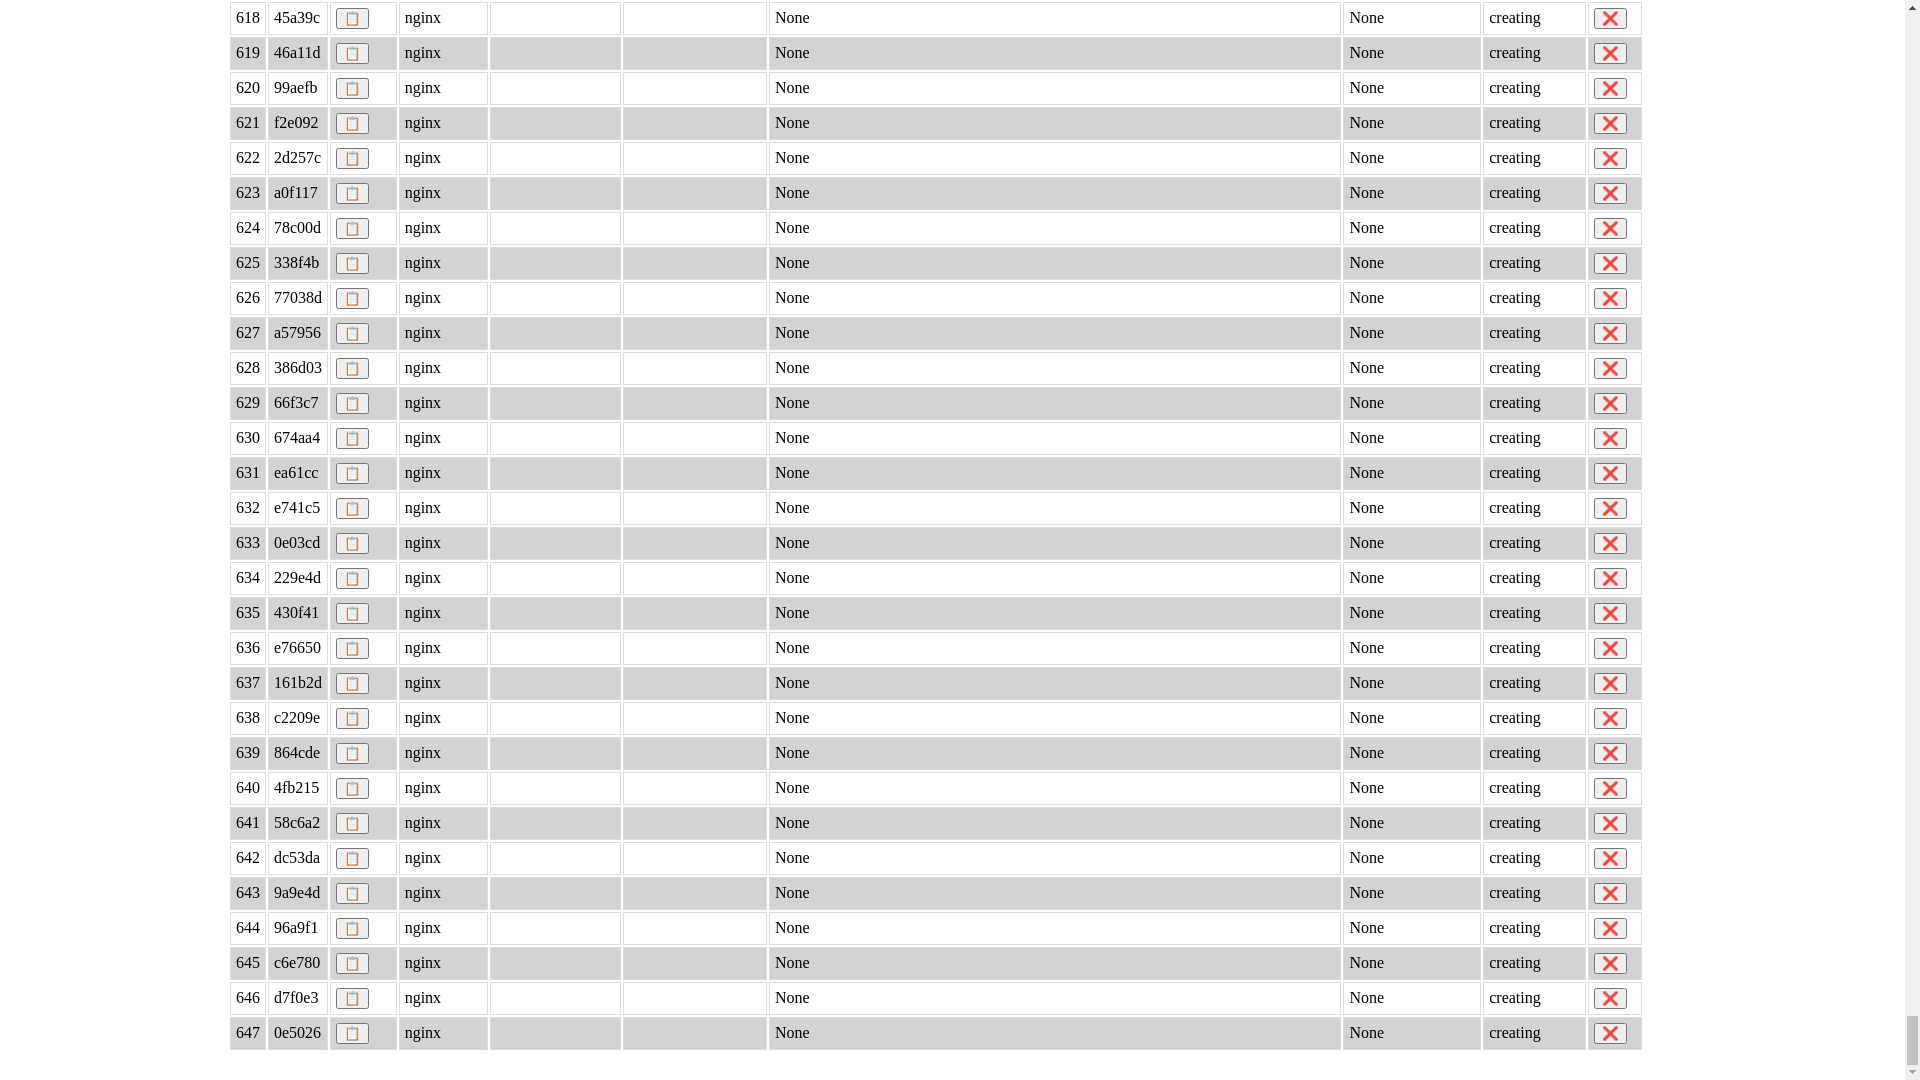 618 45a39c nginx None None creating
619 46a11d nginx None None creating
620 99aefb nginx None None creating
621 f2e092 nginx None None creating
622 2d257c nginx None None creating
623 a0f117 nginx None None creating
624 78c00d nginx None None creating
625 338f4b nginx None None creating
626 77038d nginx None None creating
627 a57956 nginx None None creating
628 386d03 nginx None None creating
629 66f3c7 nginx None None creating
630 674aa4 nginx None None creating
631 ea61cc nginx None None creating
632 e741c5 nginx None None creating
633 0e03cd nginx None None creating
634 229e4d nginx None None creating
635 430f41 nginx None None creating
636 e76650 nginx None None creating
637 161b2d nginx None None creating
638 c2209e nginx None None creating
639 864cde nginx None None creating
640 4fb215 nginx None None creating
641 58c6a2 nginx None None creating
642 dc53da nginx None None creating
643 9a9e4d nginx None None creating
644 96a9f1 nginx None None creating
645 c6e780 nginx None None creating
646 d7f0e3 nginx None None creating
647 0e5026 nginx None None creating